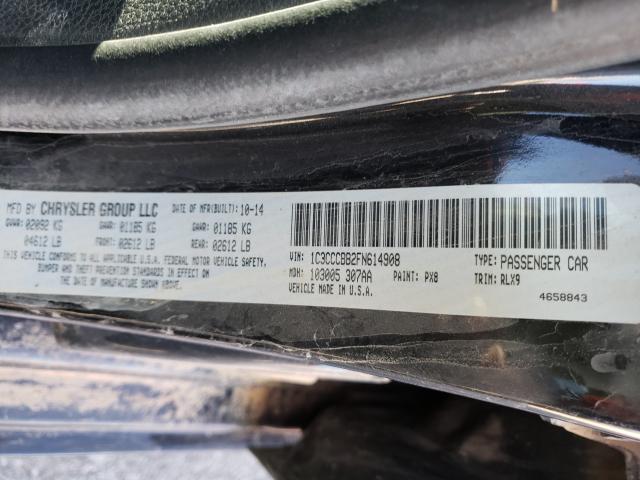 MFD BY CHRYSLER GROUP LLC
DATE OF MFR(BUILT): 10-14
GVWR: 02092 KG GAWR: 01185 KG GAWR: 01185 KG
04612 LB FRONT: 02612 LB REAR: 02612 LB
THIS VEHICLE CONFORMS TO ALL APPLICABLE U.S.A. FEDERAL MOTOR VEHICLE SAFETY,
BUMPER AND THEFT PREVENTION STANDARDS IN EFFECT ON
THE DATE OF MANUFACTURE SHOWN ABOVE.
VIN: 1C3CCCBB2FN614908
MDH: 103005 307AA PAINT: PX8
VEHICLE MADE IN U.S.A.
TYPE: PASSENGER CAR
TRIM: RLX9
4658843